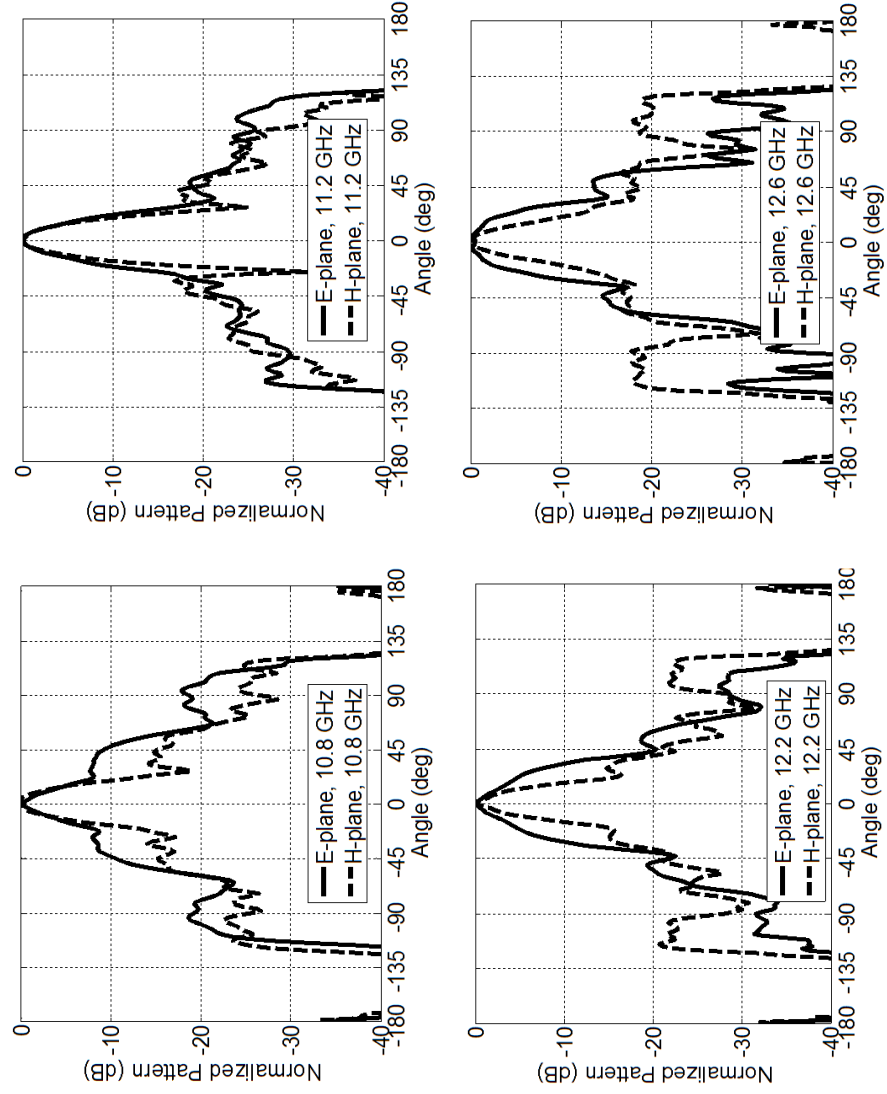 Normalized Pattern (dB)
0
-10
-20
-30
-40
E-plane, 10.8 GHz
H-plane, 10.8 GHz
-180 -135 -90 -45 0 45 90 135 180
Angle (deg)
Normalized Pattern (dB)
0
-10
-20
-30
-40
E-plane, 11.2 GHz
H-plane, 11.2 GHz
-180 -135 -90 -45 0 45 90 135 180
Angle (deg)
Normalized Pattern (dB)
0
-10
-20
-30
-40
E-plane, 12.2 GHz
H-plane, 12.2 GHz
-180 -135 -90 -45 0 45 90 135 180
Angle (deg)
Normalized Pattern (dB)
0
-10
-20
-30
-40
E-plane, 12.6 GHz
H-plane, 12.6 GHz
-180 -135 -90 -45 0 45 90 135 180
Angle (deg)